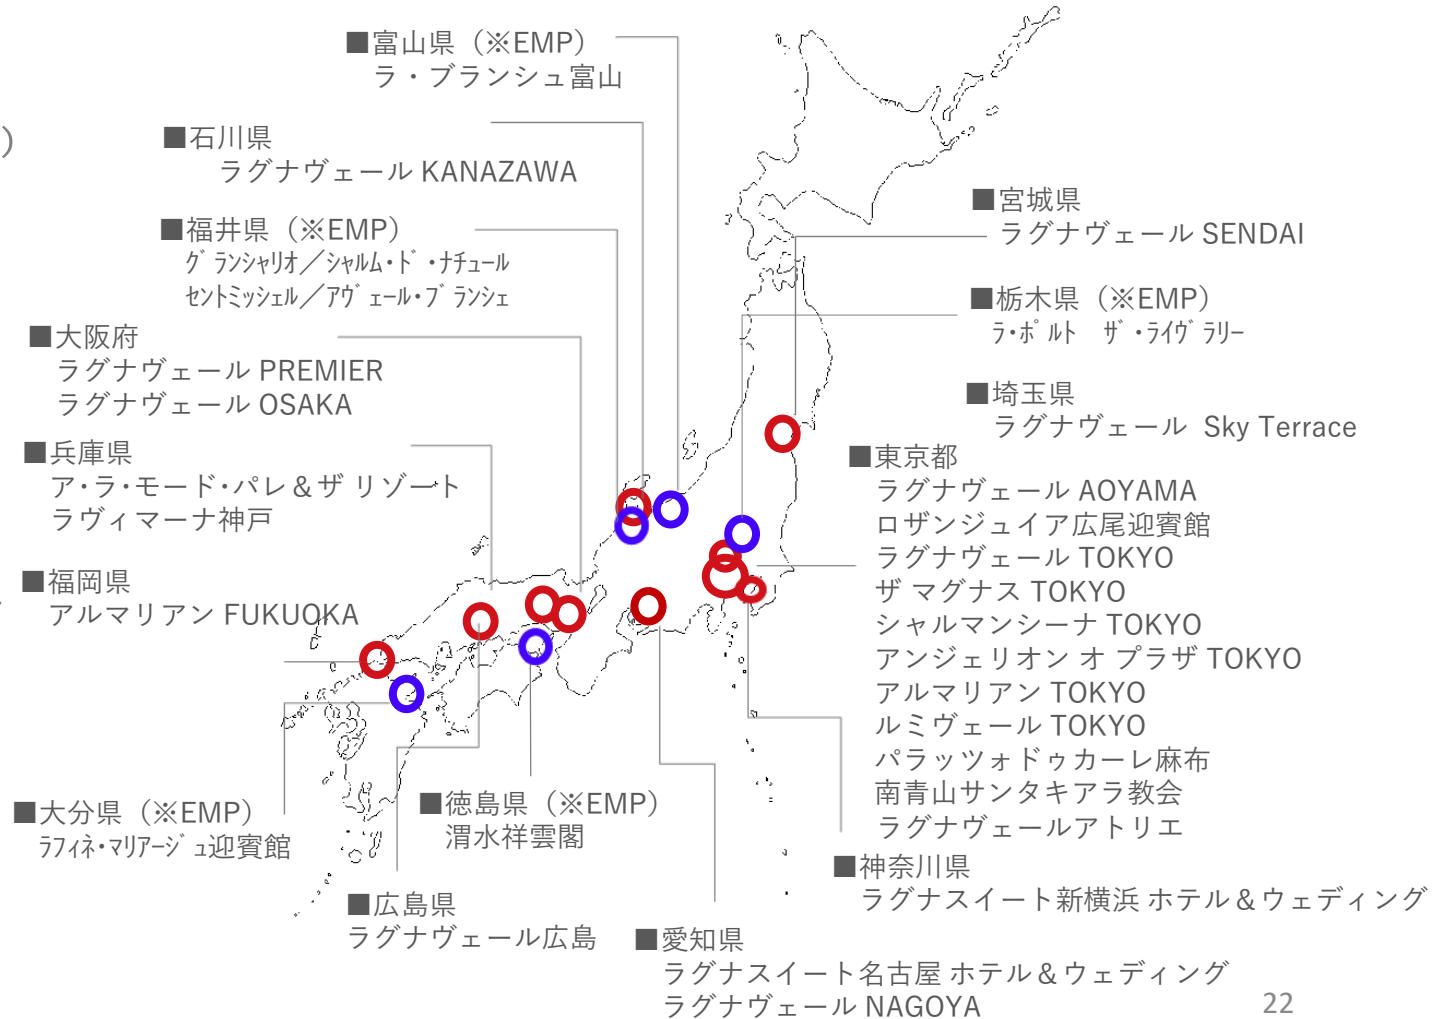 ■富山県（※EMP）
ラ・ブランシュ富山
）
■石川県
ラグナヴェール KANAZAWA
■福井県（※EMP）
グランシャリオ／シャルム・ド・ナチュール
セントミッシェル／アヴェール・ブランシェ
■大阪府
ラグナヴェール PREMIER
ラグナヴェール OSAKA
■兵庫県
ア・ラ・モード・パレ＆ザ リゾート
ラヴィマーナ神戸
■福岡県
アルマリアン FUKUOKA
■大分県（※EMP）
ラフィネ・マリアージュ迎賓館
■徳島県（※EMP）
渭水祥雲閣
■広島県
ラグナヴェール広島
■宮城県
ラグナヴェール SENDAI
■栃木県（※EMP）
ラ・ポルト　ザ・ライヴラリー
■埼玉県
ラグナヴェール Sky Terrace
■東京都
ラグナヴェール AOYAMA
ロザンジュイア広尾迎賓館
ラグナヴェール TOKYO
ザ マグナス TOKYO
シャルマンシーナ TOKYO
アンジェリオン オ プラザ TOKYO
アルマリアン TOKYO
ルミヴェール TOKYO
パラッツォドゥカーレ麻布
南青山サンタキアラ教会
ラグナヴェールアトリエ
■神奈川県
ラグナスイート新横浜 ホテル＆ウェディング
■愛知県
ラグナスイート名古屋 ホテル＆ウェディング
ラグナヴェール NAGOYA
22